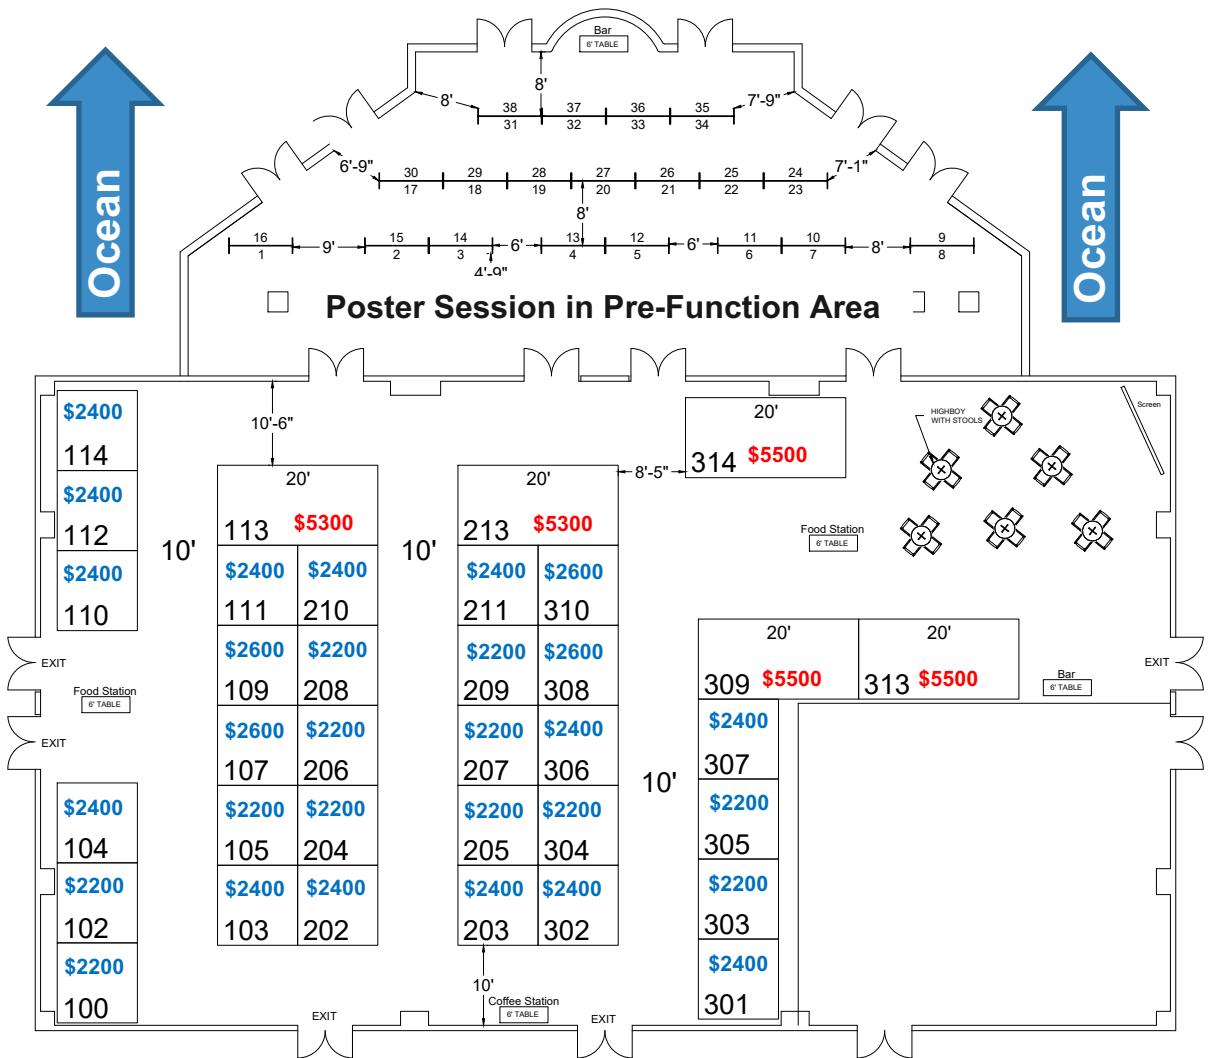 Bar
6' TABLE
Ocean
Ocean
8'
8'
7'-9"
38 37 36 35
31 32 33 34
6'-9"
7'-1"
30 29 28 27 26 25 24
17 18 19 20 21 22 23
8'
16 15 14 13 12 11 10 9
9' 6' 6' 8'
1 2 3 4 5 6 7 8
4'-9"
Poster Session in Pre-Function Area
$2400
114
$2400
112
$2400
110
10'-6"
10'
20'
113 $5300
$2400 $2400
111 210
$2600 $2200
109 208
$2600 $2200
107 206
$2200 $2200
105 204
$2400 $2400
103 202
10'
20'
213 $5300
$2400 $2600
211 310
$2200 $2600
209 308
$2200 $2400
207 306
$2200 $2200
205 304
$2400 $2400
203 302
8'-5"
20'
314 $5500
HIGHBOY
WITH STOOLS
Screen
Food Station
6' TABLE
20'
309 $5500
20'
313 $5500
Bar
6' TABLE
EXIT
10'
$2400
307
$2200
305
$2200
303
$2400
301
EXIT
Food Station
6' TABLE
EXIT
$2400
104
$2200
102
$2200
100
10'
Coffee Station
6' TABLE
EXIT
EXIT